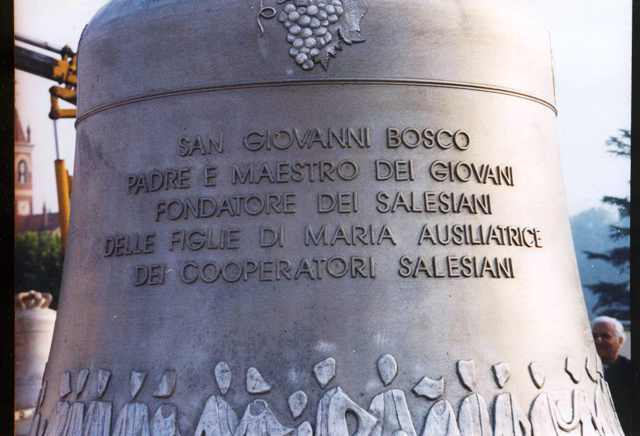 SAN GIOVANNI BOSCO
PADRE E MAESTRO DEI GIOVANI
FONDATORE DEI SALESIANI
DELLE FIGLIE DI MARIA AUSILIATRICE
DEI COOPERATORI SALESIANI